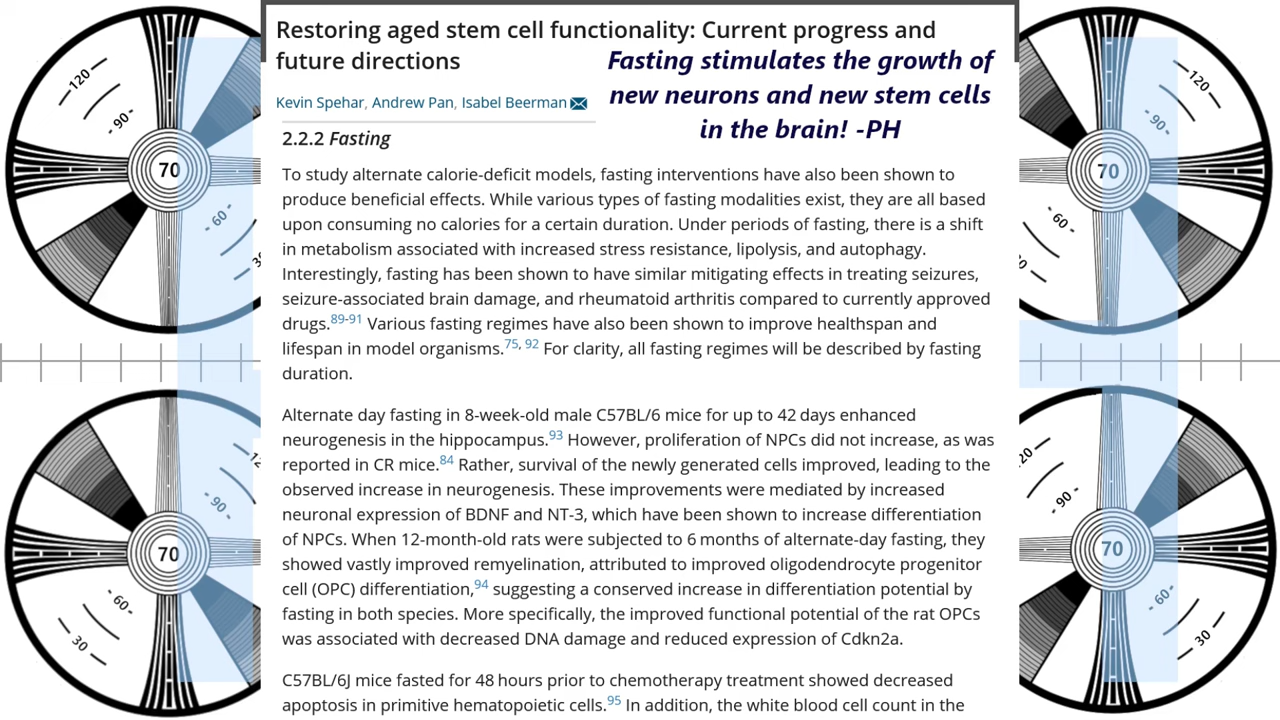 Restoring aged stem cell functionality: Current progress and
future directions
Fasting stimulates the growth of
new neurons and new stem cells
in the brain! -PH
Kevin Spehar, Andrew Pan, Isabel Beerman
2.2.2 Fasting
To study alternate calorie-deficit models, fasting interventions have also been shown to
produce beneficial effects. While various types of fasting modalities exist, they are all based
upon consuming no calories for a certain duration. Under periods of fasting, there is a shift
in metabolism associated with increased stress resistance, lipolysis, and autophagy.
Interestingly, fasting has been shown to have similar mitigating effects in treating seizures,
seizure-associated brain damage, and rheumatoid arthritis compared to currently approved
drugs.89-91 Various fasting regimes have also been shown to improve healthspan and
lifespan in model organisms.75, 92 For clarity, all fasting regimes will be described by fasting
duration.
Alternate day fasting in 8-week-old male C57BL/6 mice for up to 42 days enhanced
neurogenesis in the hippocampus.93 However, proliferation of NPCs did not increase, as was
reported in CR mice.84 Rather, survival of the newly generated cells improved, leading to the
observed increase in neurogenesis. These improvements were mediated by increased
neuronal expression of BDNF and NT-3, which have been shown to increase differentiation
of NPCs. When 12-month-old rats were subjected to 6 months of alternate-day fasting, they
showed vastly improved remyelination, attributed to improved oligodendrocyte progenitor
cell (OPC) differentiation,94 suggesting a conserved increase in differentiation potential by
fasting in both species. More specifically, the improved functional potential of the rat OPCs
was associated with decreased DNA damage and reduced expression of Cdkn2a.
C57BL/6J mice fasted for 48 hours prior to chemotherapy treatment showed decreased
apoptosis in primitive hematopoietic cells.95 In addition, the white blood cell count in the
120
- 90 -
70
- 60 -
120
- 90 -
70
- 60 -
- 90 -
70
- 60 -
30
- 90 -
70
- 60 -
30